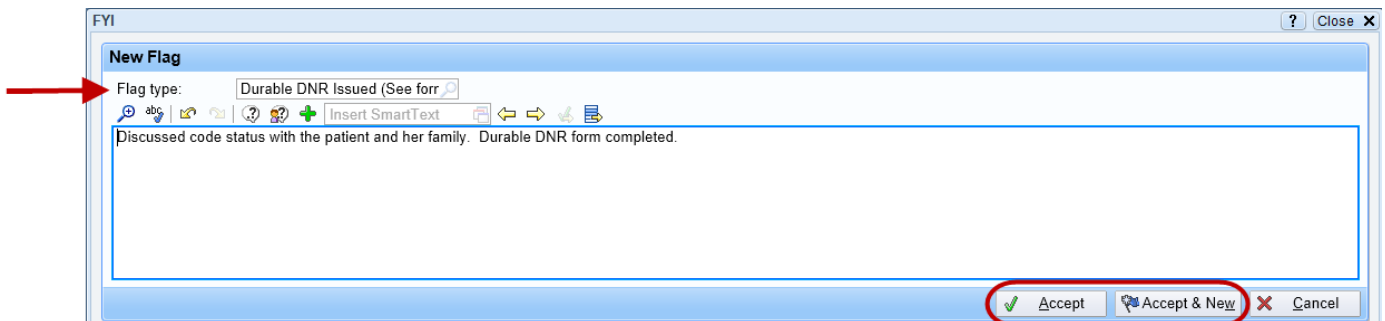 FYI ? Close X
New Flag
Flag type: Durable DNR Issued (See forr
abc Insert SmartText
Discussed code status with the patient and her family.  Durable DNR form completed.
Accept Accept & New Cancel